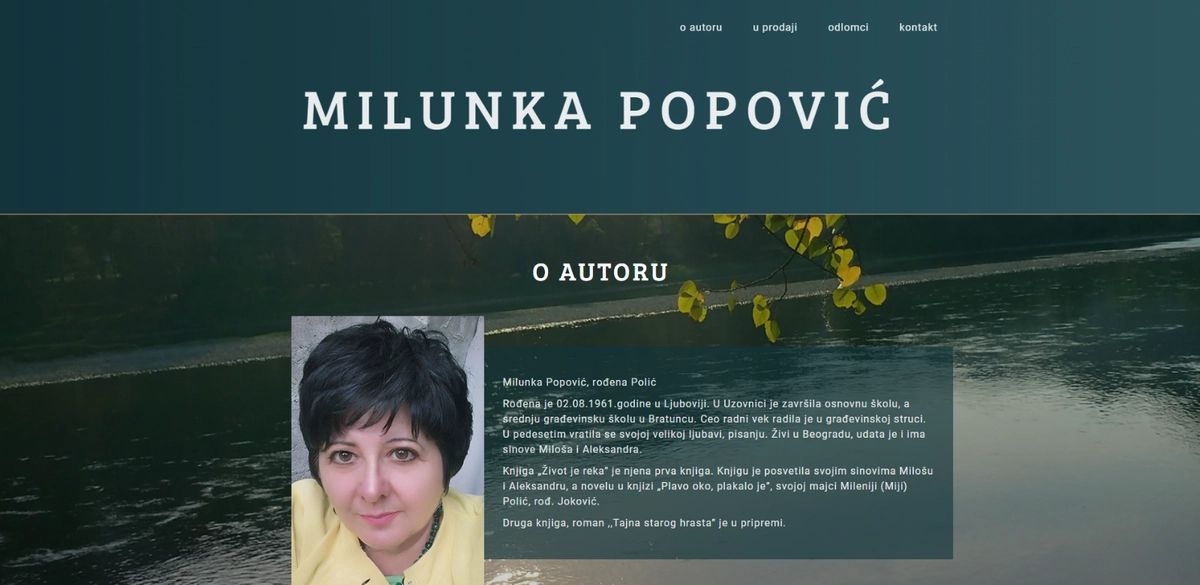 o autoru u prodaji odlomci kontakt
MILUNKA POPOVIĆ
O AUTORU
Milunka Popović, rođena Polić
Rođena je 02.08.1961.godine u Ljuboviji. U Uzovnici je završila osnovnu školu, a
srednju građevinsku školu u Bratuncu. Ceo radni vek radila je u građevinskoj struci.
U pedesetim vratila se svojoj velikoj ljubavi, pisanju. Živi u Beogradu, udata je i ima
sinove Miloša i Aleksandra.
Knjiga „Život je reka" je njena prva knjiga. Knjigu je posvetila svojim sinovima Milošu
i Aleksandru, a novelu u knjizi „Plavo oko, plakalo je", svojoj majci Mileniji (Miji)
Polić, rođ. Joković.
Druga knjiga, roman ,,Tajna starog hrasta" je u pripremi.